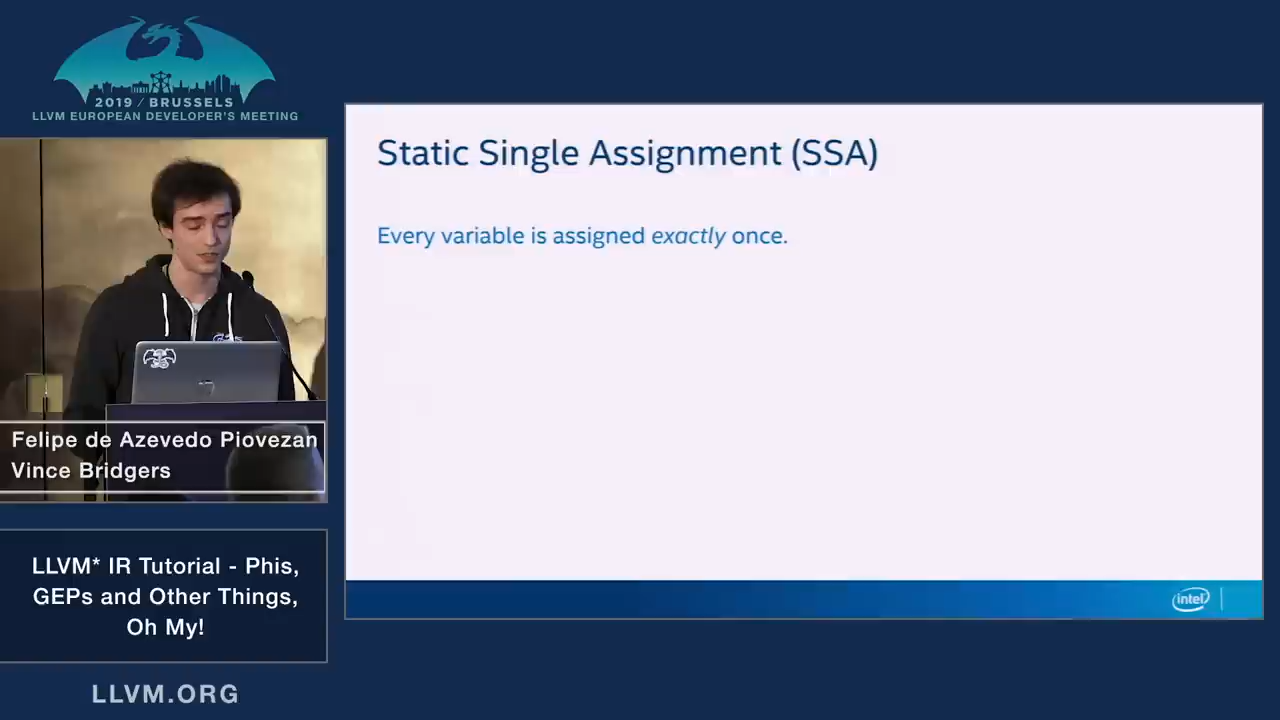 2019 / BRUSSELS
LLVM EUROPEAN DEVELOPER'S MEETING
Felipe de Azevedo Piovezan
Vince Bridgers
LLVM* IR Tutorial - Phis,
GEPs and Other Things,
Oh My!
LLVM.ORG
Static Single Assignment (SSA)
Every variable is assigned exactly once.
intel